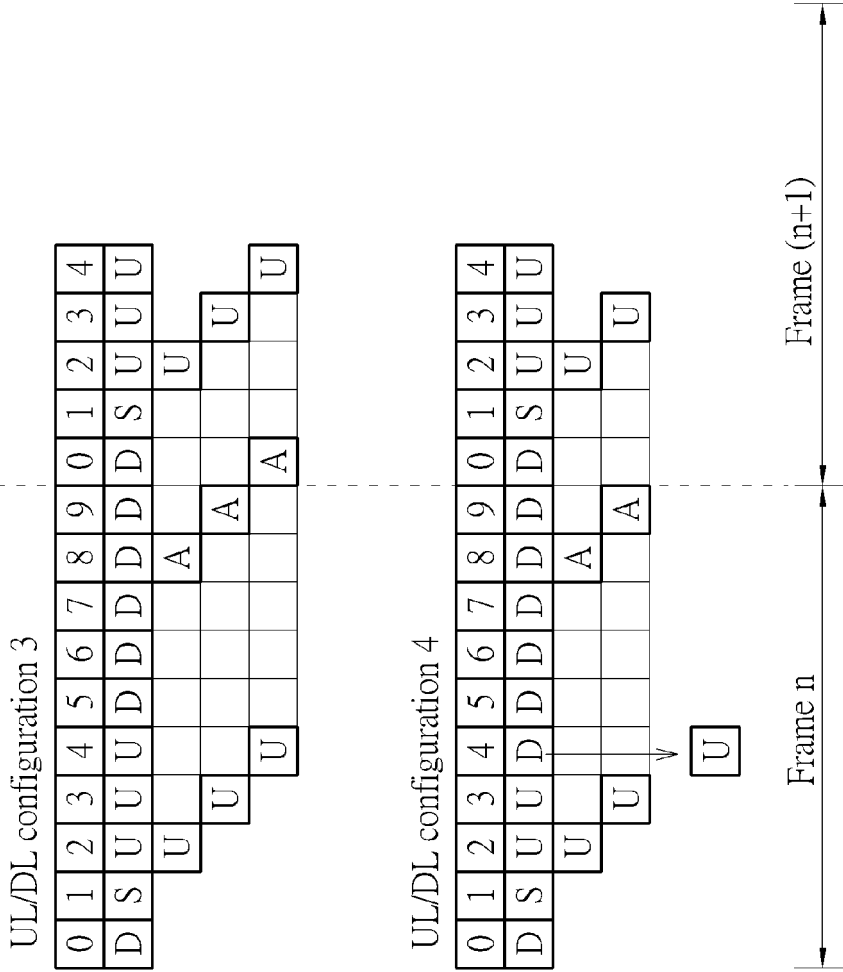 UL/DL configuration 3
0 1 2 3 4 5 6 7 8 9 0 1 2 3 4
D S U U U D D D D D D S U U U
U A U
U A U
U A U
UL/DL configuration 4
0 1 2 3 4 5 6 7 8 9 0 1 2 3 4
D S U U D D D D D D D S U U U
U A U
U A U
U
Frame n Frame (n+1)